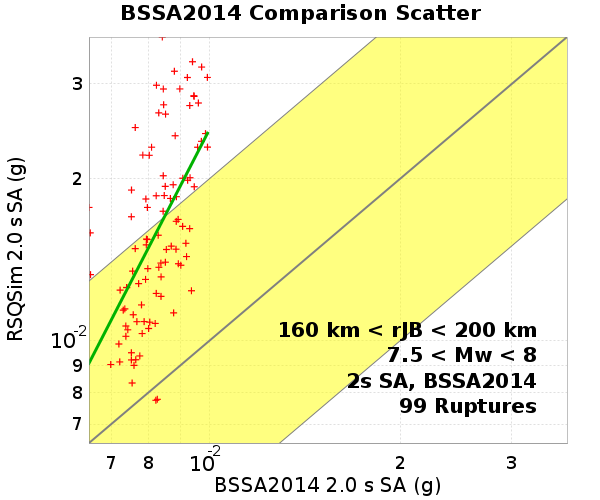 BSSA2014 Comparison Scatter
RSQSim 2.0 s SA (g)
3
2
10-2
9
8
7
160 km < rJB < 200 km
7.5 < Mw < 8
2s SA, BSSA2014
99 Ruptures
7 8 10-2 2 3
BSSA2014 2.0 s SA (g)